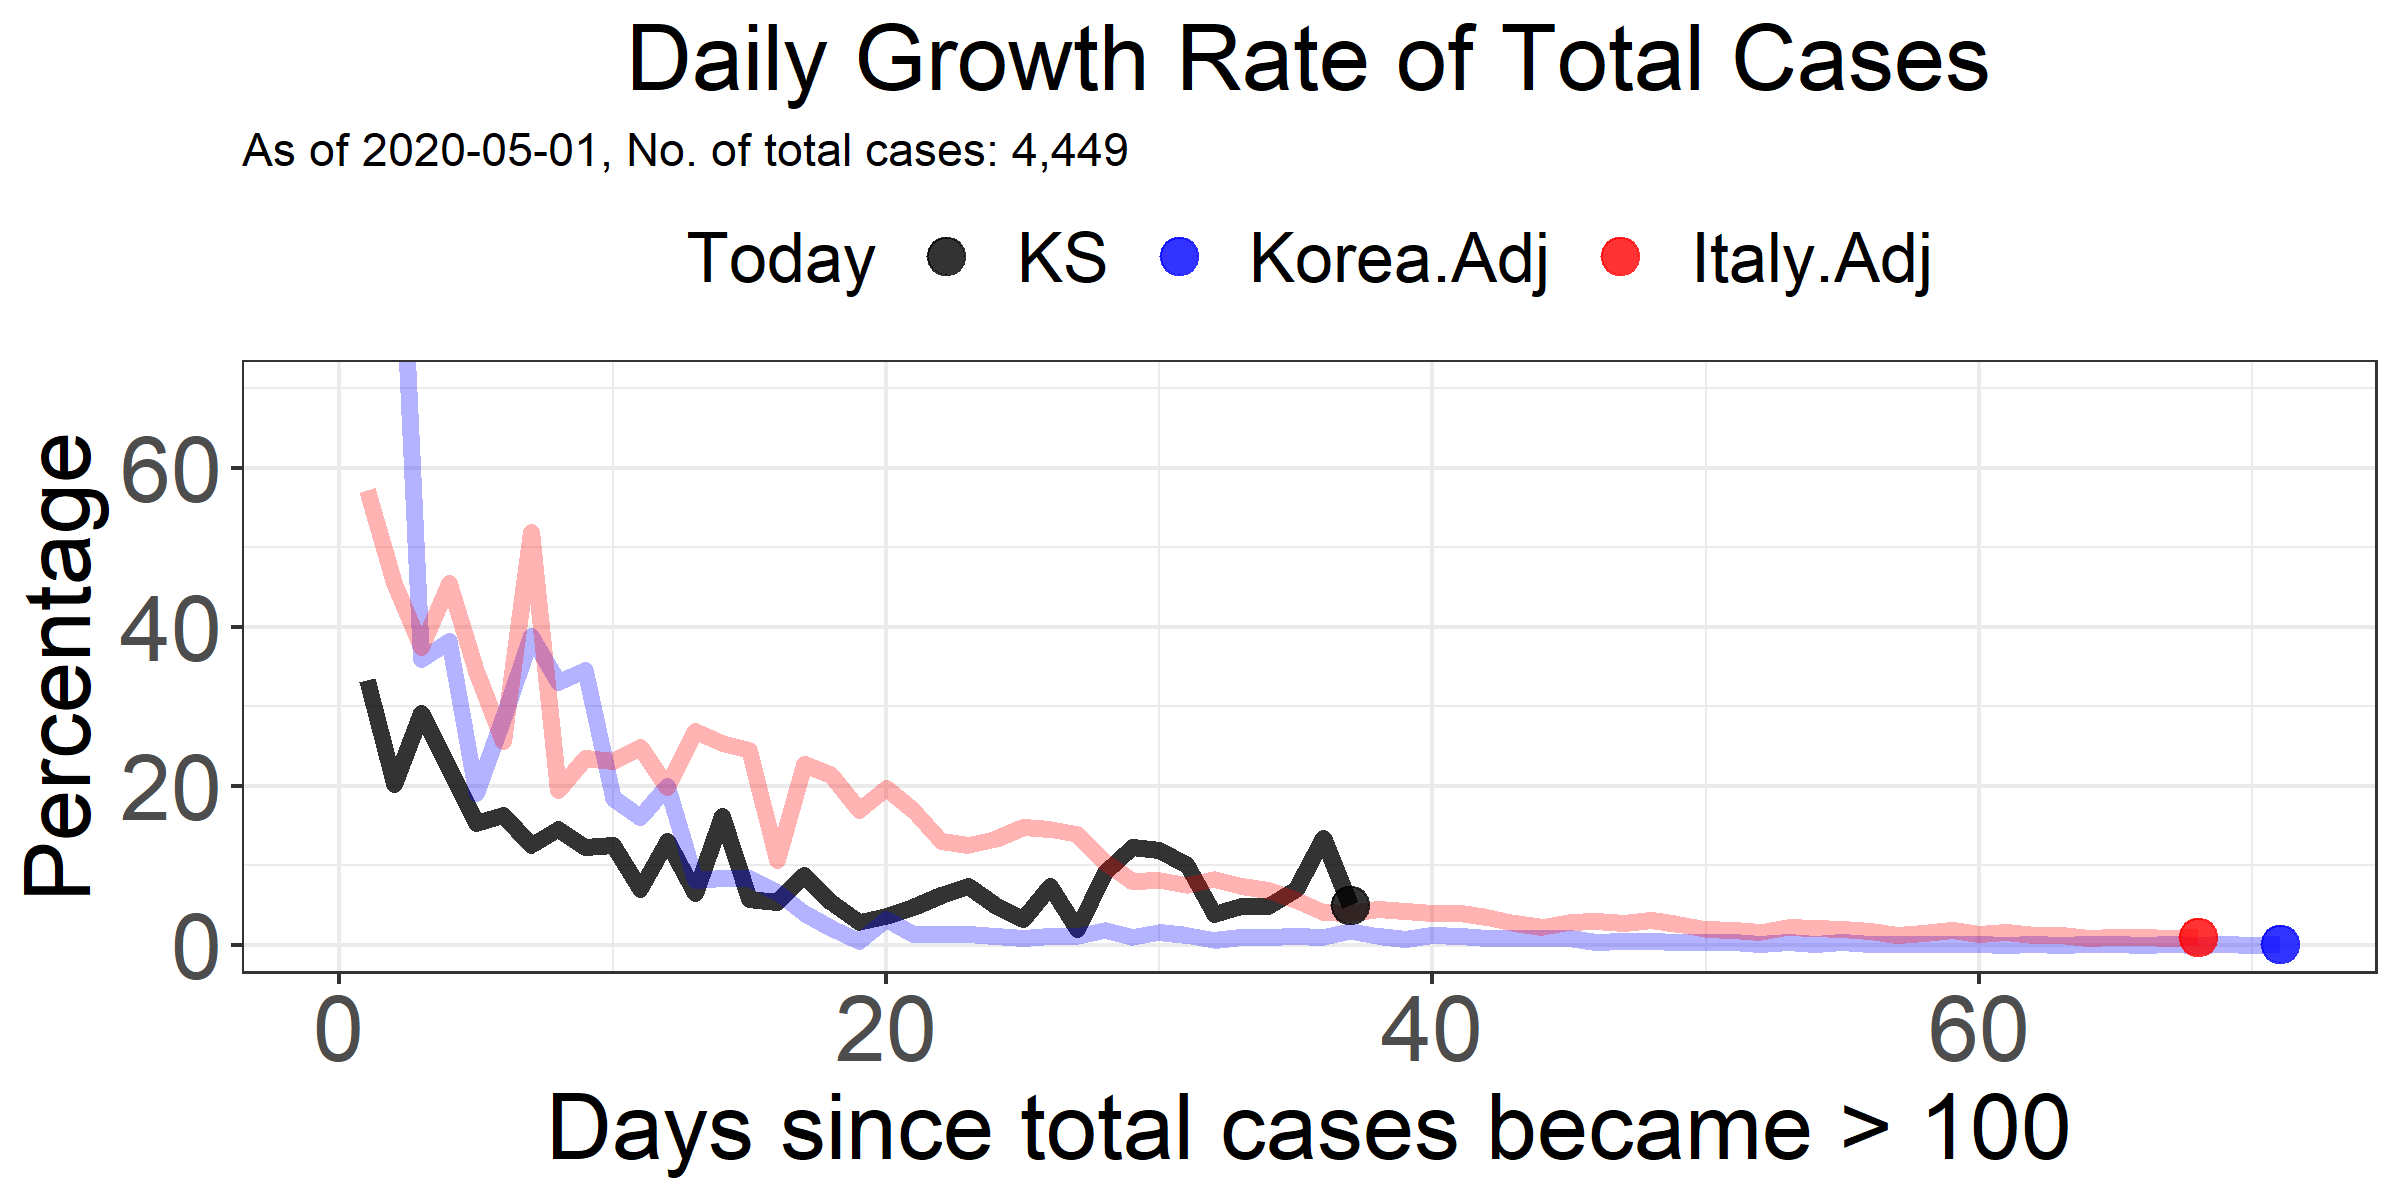 Daily Growth Rate of Total Cases
As of 2020-05-01, No. of total cases: 4,449
Today KS Korea.Adj Italy.Adj
Percentage
60
40
20
0
0 20 40 60
Days since total cases became > 100